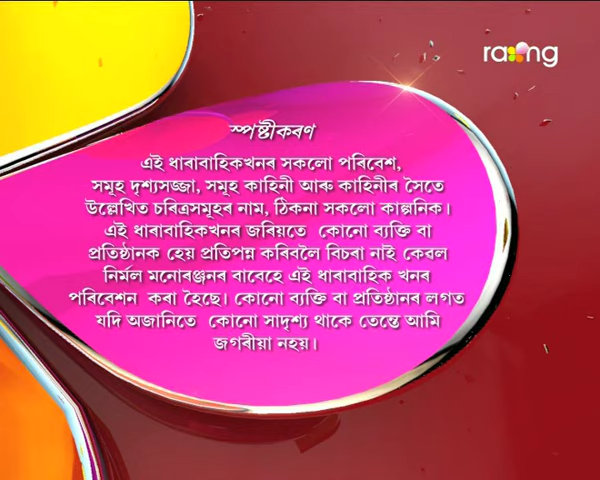 rang
স্পষ্টীকৰণ
এই ধাৰাবাহিকখনৰ সকলো পৰিবেশ,
সমূহ দৃশ্যসজ্জা, সমূহ কাহিনী আৰু কাহিনীৰ সৈতে
উল্লেখিত চৰিত্ৰসমূহৰ নাম, ঠিকনা সকলো কাল্পনিক।
এই ধাৰাবাহিকখনৰ জৰিয়তে কোনো ব্যক্তি বা
প্ৰতিষ্ঠানক হেয় প্ৰতিপন্ন কৰিবলৈ বিচৰা নাই কেবল
নিৰ্মল মনোৰঞ্জনৰ বাবেহে এই ধাৰাবাহিক খনৰ
পৰিবেশন কৰা হৈছে। কোনো ব্যক্তি বা প্ৰতিষ্ঠানৰ লগত
যদি অজানিতে কোনো সাদৃশ্য থাকে তেন্তে আমি
জগৰীয়া নহয়।